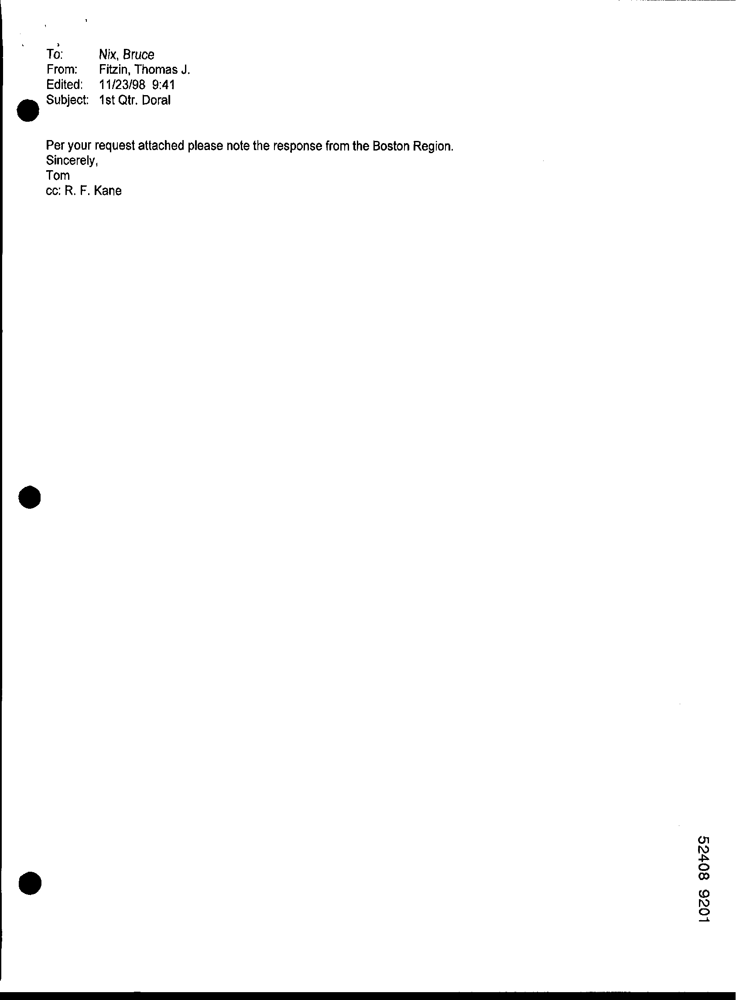 To: Nix, Bruce
From: Fitzin, Thomas J.
Edited: 11/23/98 9:41
Subject: 1st Qtr. Doral
Per your request attached please note the response from the Boston Region.
Sincerely,
Tom
cc: R. F. Kane
52408 9201